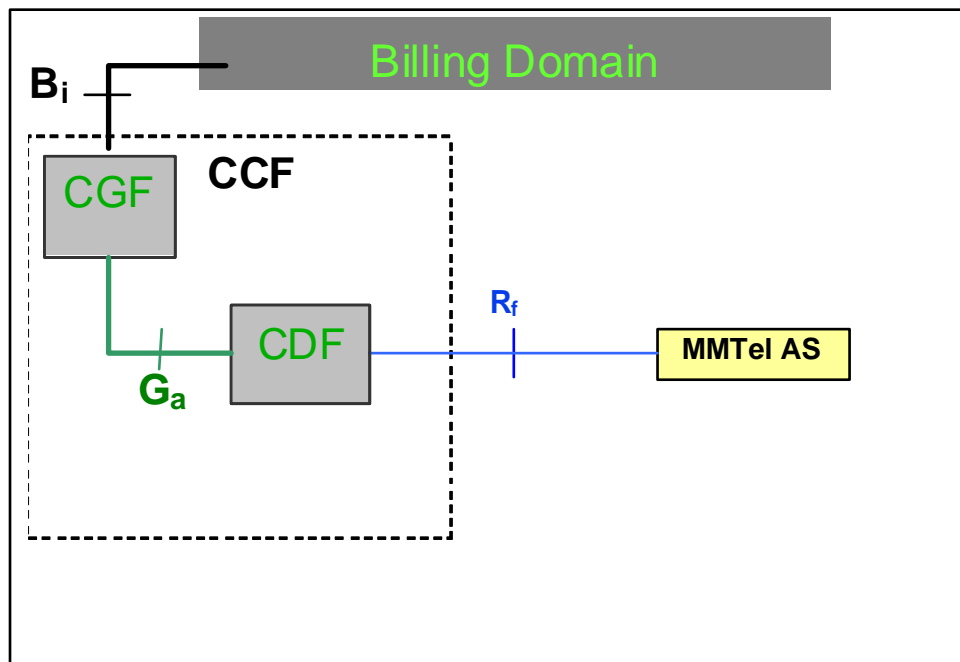 Billing Domain
Bi
CCF
CGF
Rf
CDF
MMTel AS
Ga